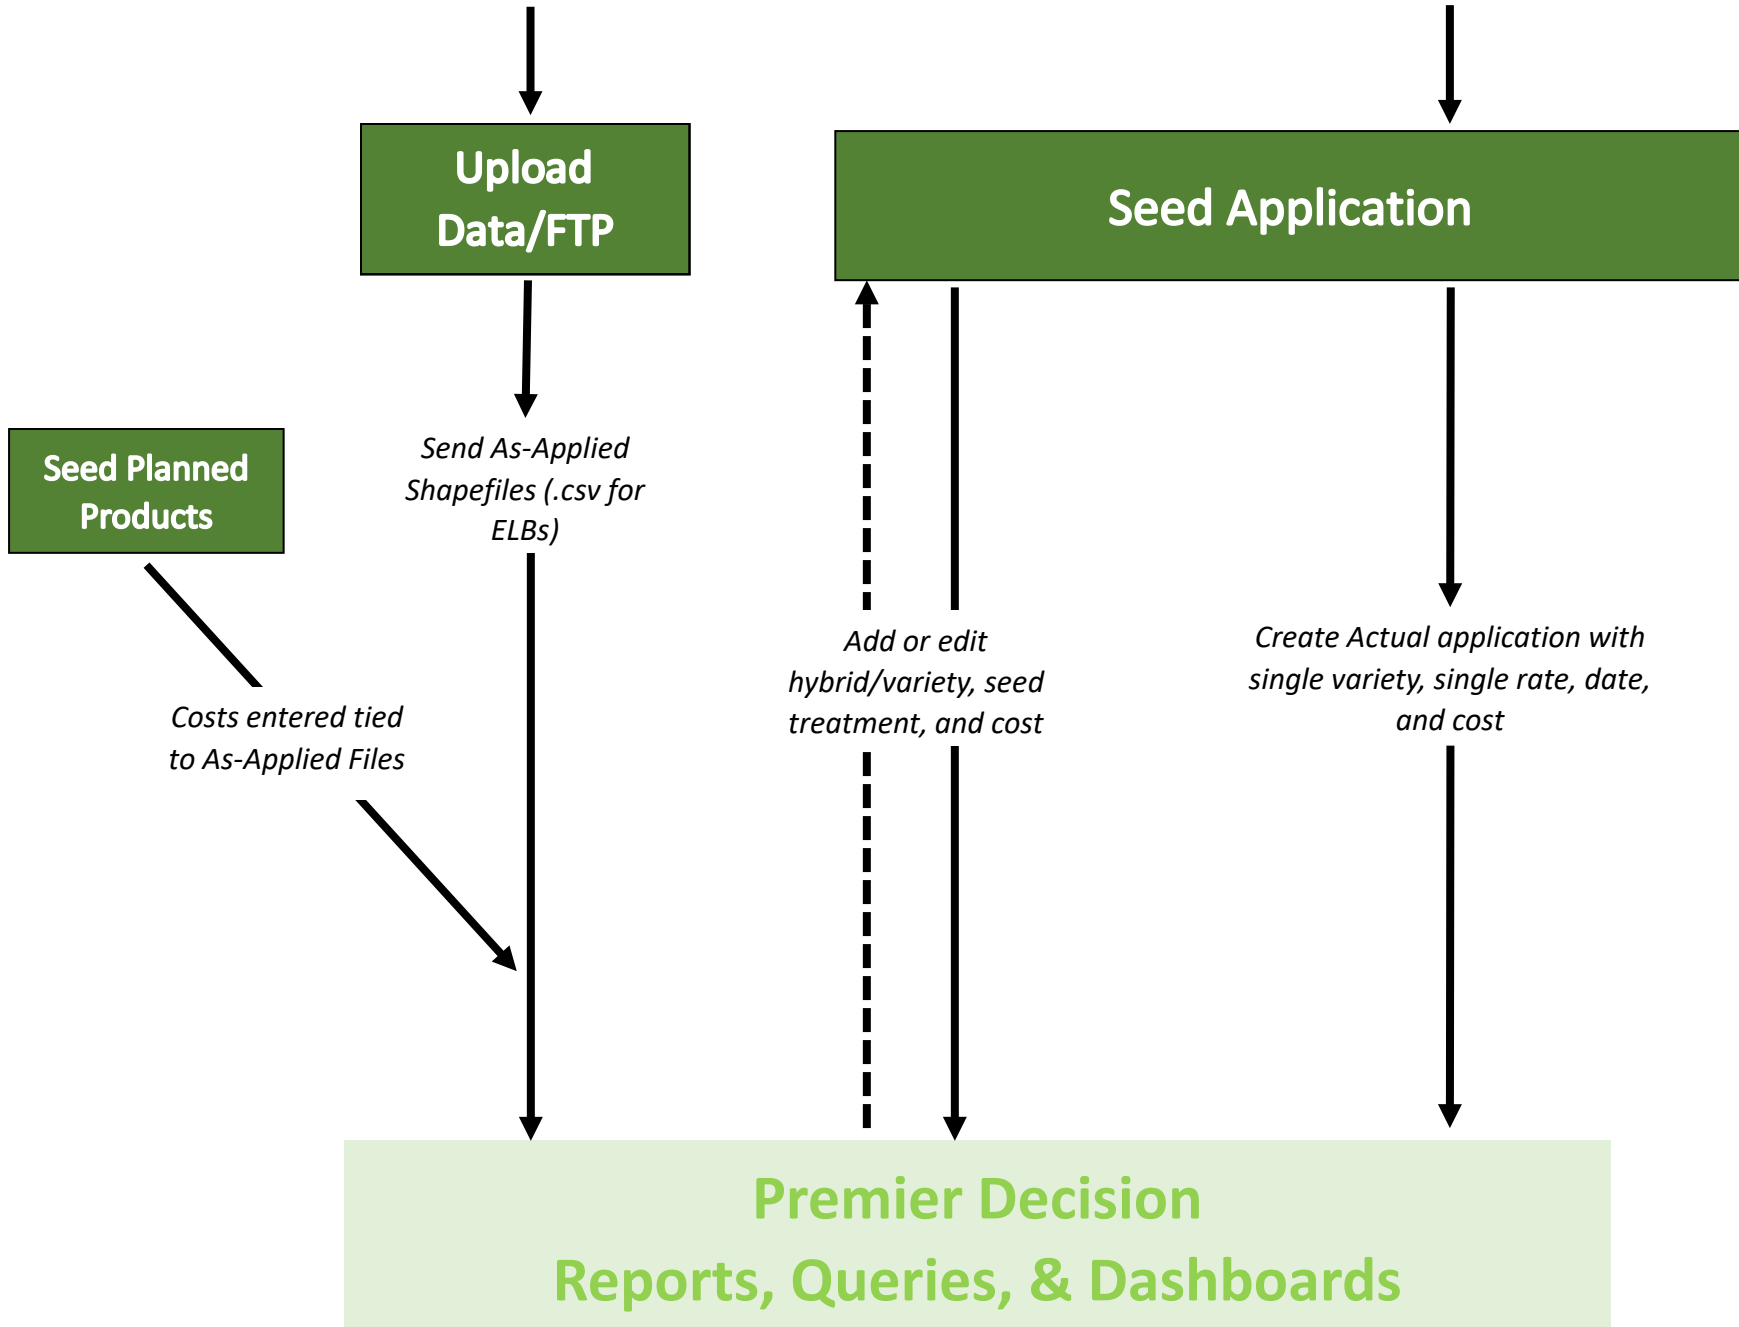 Upload
Data/FTP
Seed Application
Seed Planned
Products
Send As-Applied
Shapefiles (.csv for
ELBs)
Costs entered tied
to As-Applied Files
Add or edit
hybrid/variety, seed
treatment, and cost
Create Actual application with
single variety, single rate, date,
and cost
Premier Decision
Reports, Queries, & Dashboards